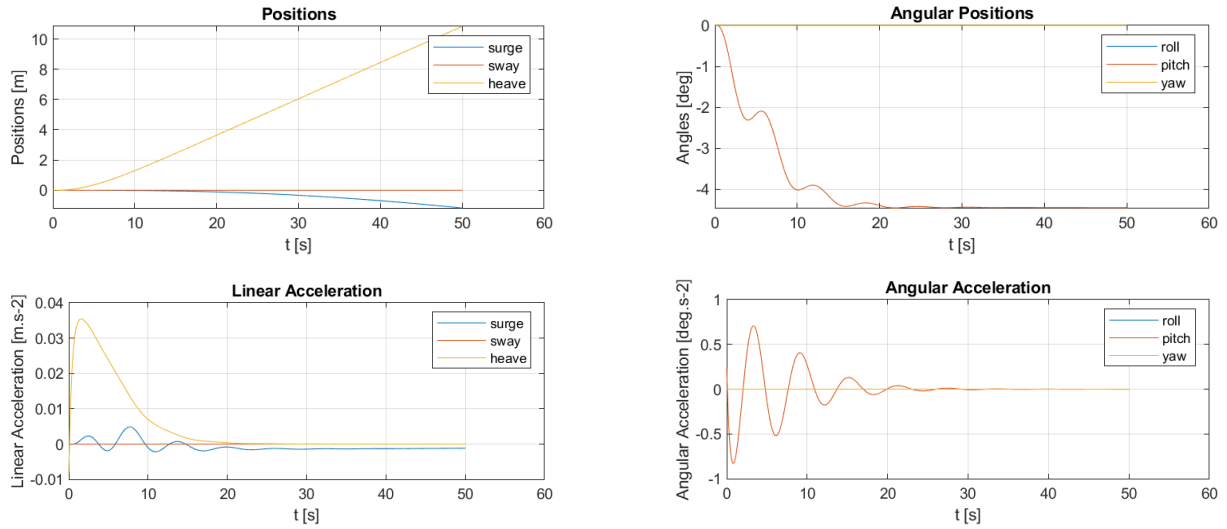 Positions
Positions [m]
10
8
6
4
2
0
0 10 20 30 40 50 60
t [s]
surge
sway
heave
Angular Positions
Angles [deg]
0
-1
-2
-3
-4
0 10 20 30 40 50 60
t [s]
roll
pitch
yaw
Linear Acceleration
Linear Acceleration [m.s-2]
0.04
0.03
0.02
0.01
0
-0.01
0 10 20 30 40 50 60
t [s]
surge
sway
heave
Angular Acceleration
Angular Acceleration [deg.s-2]
1
0.5
0
-0.5
-1
0 10 20 30 40 50 60
t [s]
roll
pitch
yaw